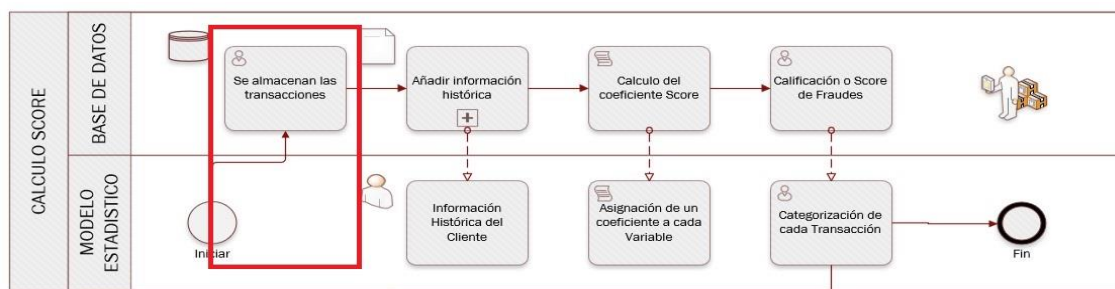 CALCULO SCORE
BASE DE DATOS
Se almacenan las
transacciones
Añadir información
histórica
Calculo del
coeficiente Score
Calificación o Score
de Fraudes
MODELO
ESTADISTICO
Iniciar
Información
Histórica del
Cliente
Asignación de un
coeficiente a cada
Variable
Categorización de
cada Transacción
Fin